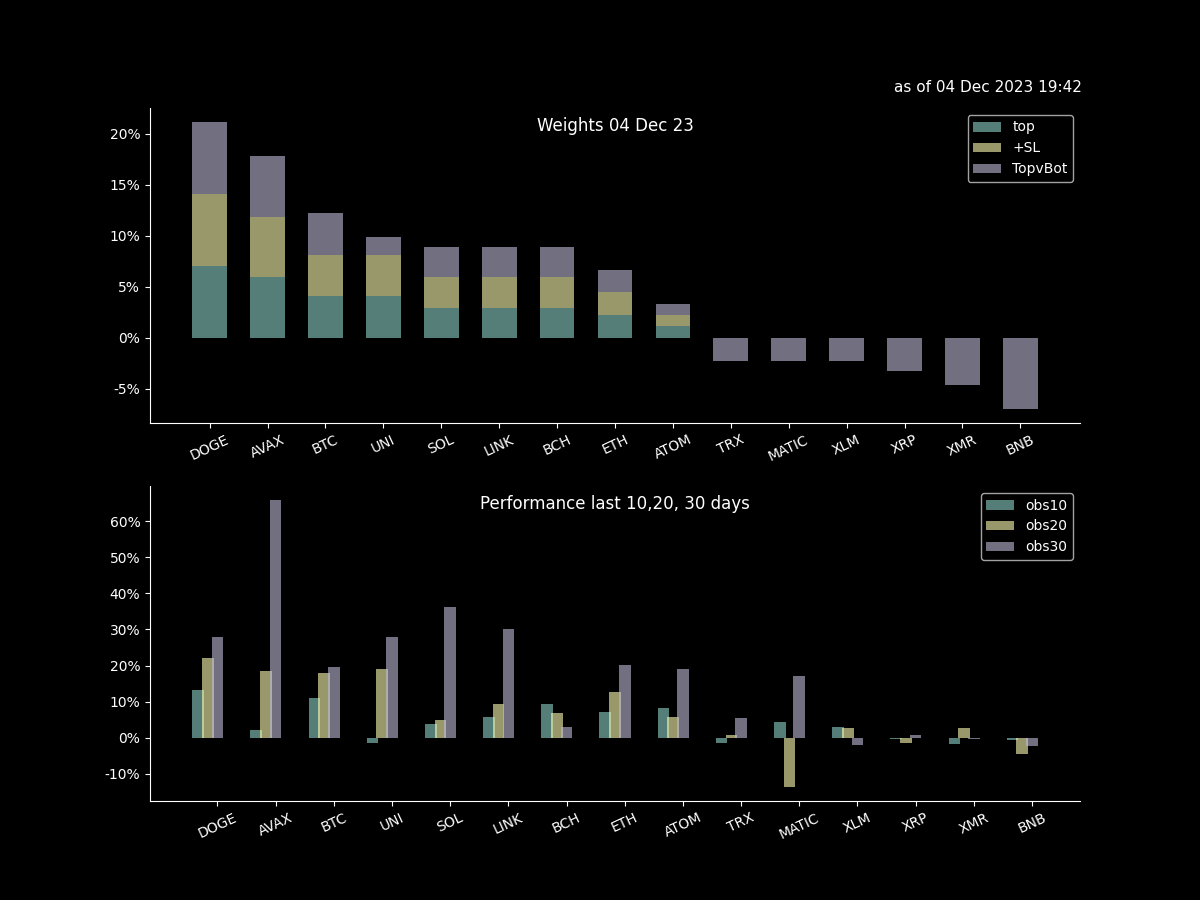 as of 04 Dec 2023 19:42
Weights 04 Dec 23
top
+SL
TopvBot
20%
15%
10%
5%
0%
-5%
DOGE AVAX BTC UNI SOL LINK BCH ETH ATOM TRX MATIC XLM XRP XMR BNB
Performance last 10,20, 30 days
obs10
obs20
obs30
60%
50%
40%
30%
20%
10%
0%
-10%
DOGE AVAX BTC UNI SOL LINK BCH ETH ATOM TRX MATIC XLM XRP XMR BNB